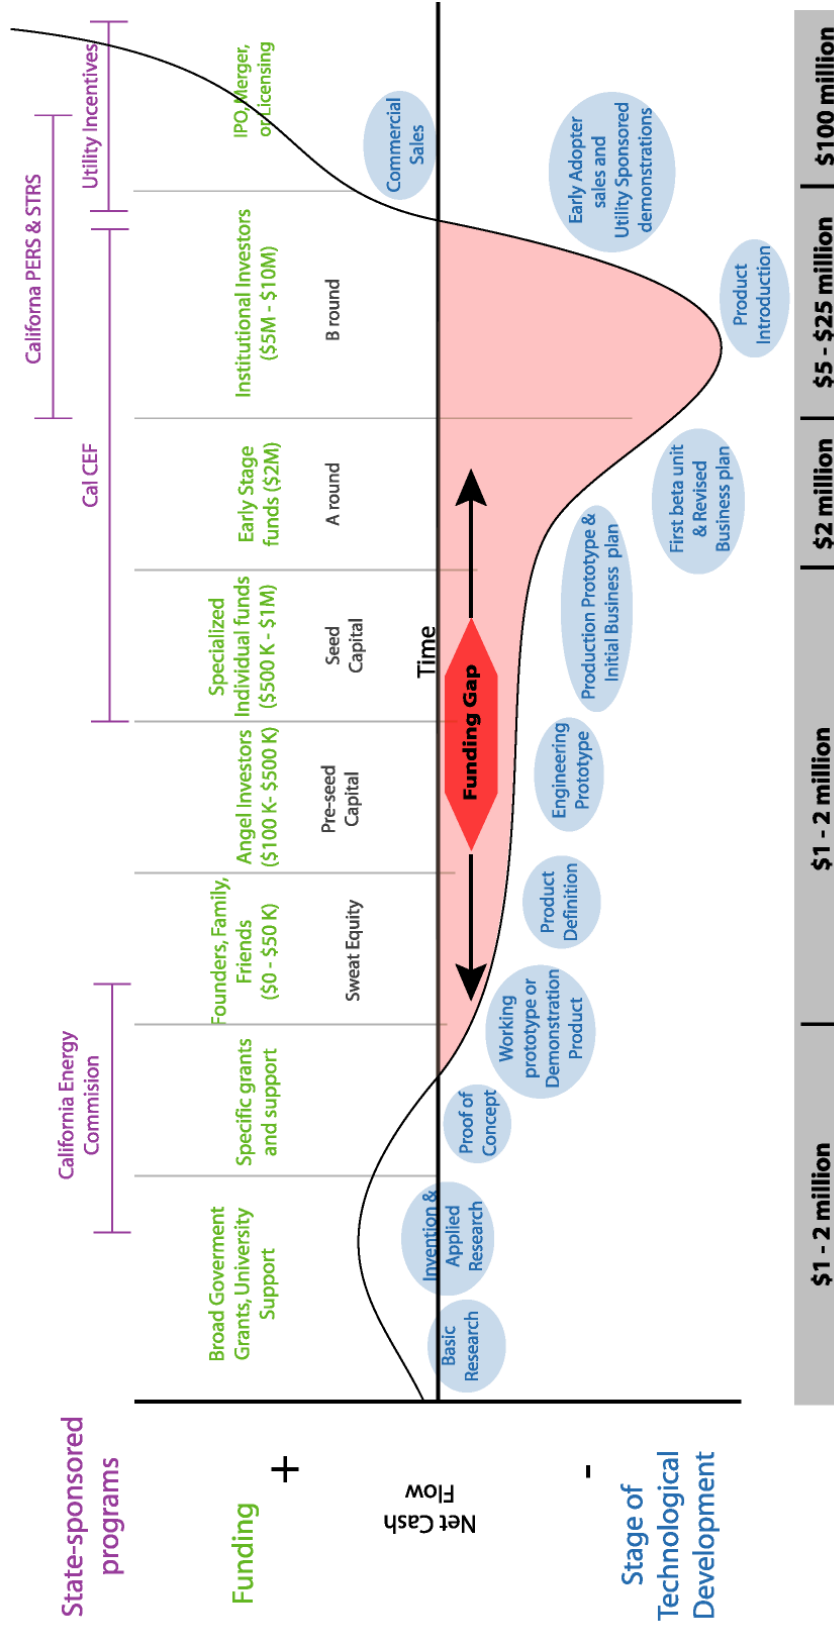 State-sponsored
programs
California Energy
Commision
Cal CEF
Californa PERS & STRS
Utility Incentives
Funding
Broad Goverment
Grants, University
Support
Specific grants
and support
Founders, Family,
Friends
($0 - $50 K)
Angel Investors
($100 K- $500 K)
Specialized
Individual funds
($500 K - $1M)
Early Stage
funds ($2M)
Institutional Investors
($5M - $10M)
IPO, Merger,
or Licensing
Sweat Equity
Pre-seed
Capital
Seed
Capital
A round
B round
+
Net Cash
Flow
-
Time
Funding Gap
Stage of
Technological
Development
Basic
Research
Invention &
Applied
Research
Proof of
Concept
Working
prototype or
Demonstration
Product
Product
Definition
Engineering
Prototype
Production Prototype &
Initial Business plan
First beta unit
& Revised
Business plan
Product
Introduction
Early Adopter
sales and
Utility Sponsored
demonstrations
Commercial
Sales
$1 - 2 million
$1 - 2 million
$2 million
$5 - $25 million
$100 million